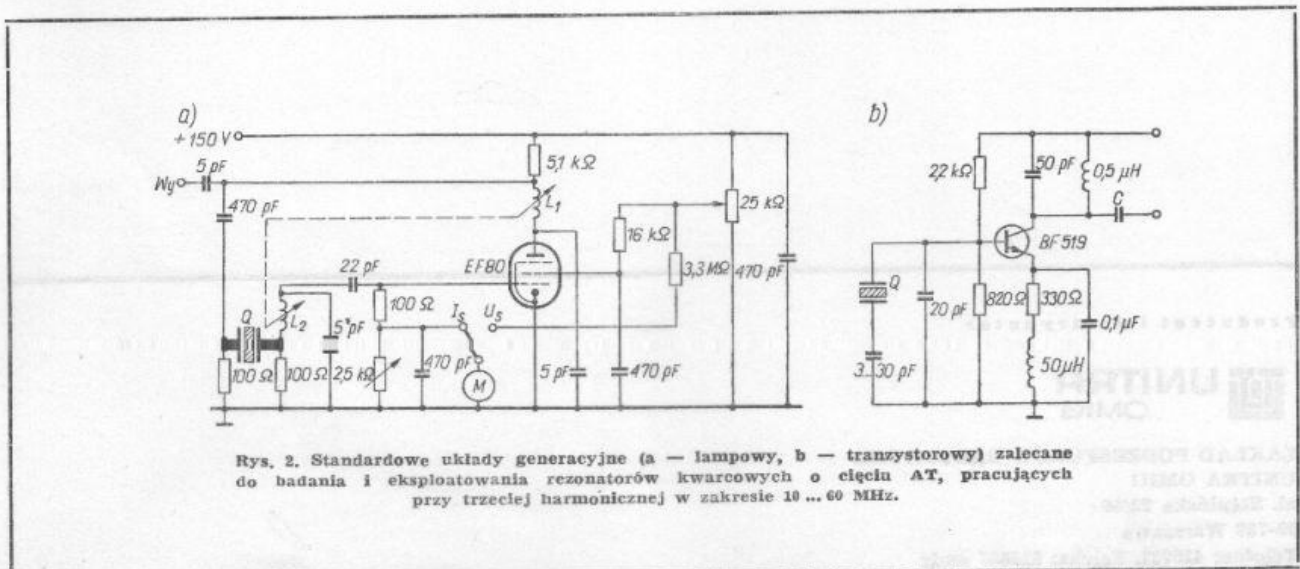 a)
+150 V
5 pF
Wy
470 pF
5,1 kΩ
L1
22 pF
EF80
16 kΩ
25 kΩ
3,3 MΩ
470 pF
Q
L2
100 Ω
100 Ω
5*pF
100 Ω
2,5 kΩ
470 pF
Is
Us
M
5 pF
470 pF
b)
2,2 kΩ
50 pF
0,5 μH
C
BF519
Q
20 pF
820Ω
330Ω
0,1 μF
3...30 pF
50 μH
Rys. 2. Standardowe układy generacyjne (a — lampowy, b — tranzystorowy) zalecane
do badania i eksploatowania rezonatorów kwarcowych o cięciu AT, pracujących
przy trzeciej harmonicznej w zakresie 10 ... 60 MHz.
UNITRA
OMIG